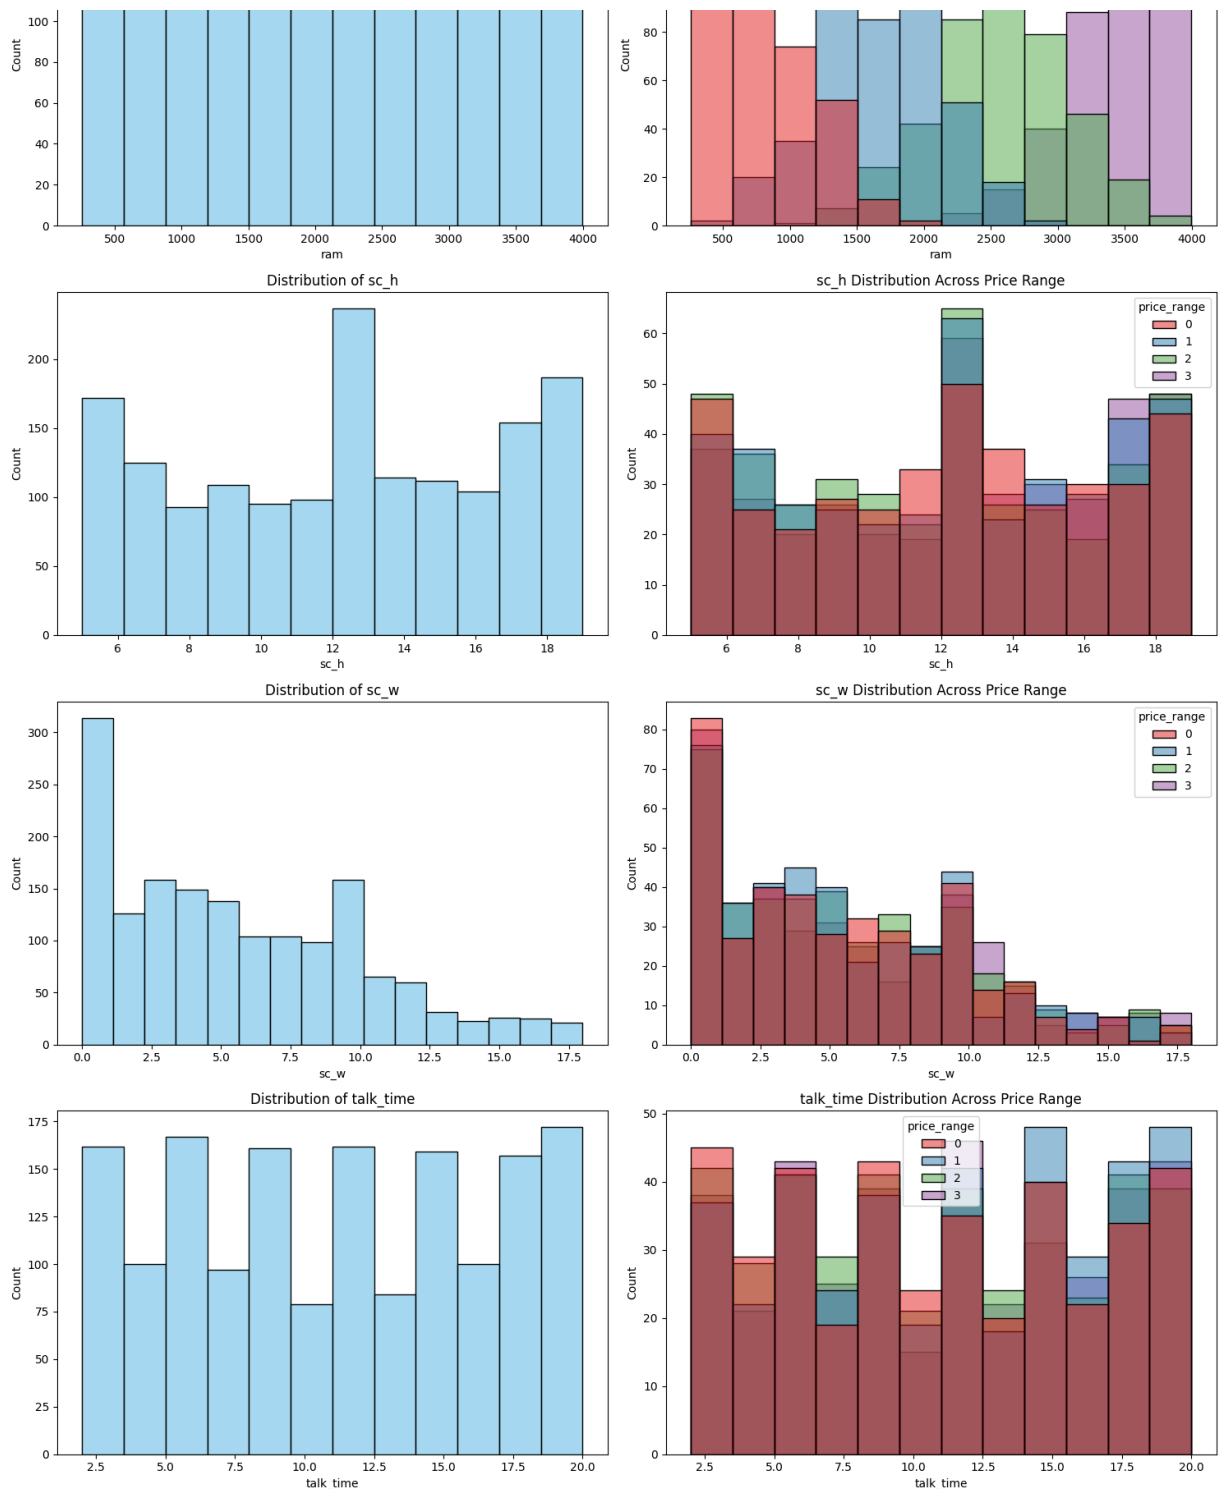 100
80
60
40
20
0
Count
500 1000 1500 2000 2500 3000 3500 4000
ram
80
60
40
20
0
Count
500 1000 1500 2000 2500 3000 3500 4000
ram
Distribution of sc_h
200
150
100
50
0
Count
6 8 10 12 14 16 18
sc_h
sc_h Distribution Across Price Range
price_range
0
1
2
3
60
50
40
30
20
10
0
Count
6 8 10 12 14 16 18
sc_h
Distribution of sc_w
300
250
200
150
100
50
0
Count
0.0 2.5 5.0 7.5 10.0 12.5 15.0 17.5
sc_w
sc_w Distribution Across Price Range
price_range
0
1
2
3
80
70
60
50
40
30
20
10
0
Count
0.0 2.5 5.0 7.5 10.0 12.5 15.0 17.5
sc_w
Distribution of talk_time
175
150
125
100
75
50
25
0
Count
2.5 5.0 7.5 10.0 12.5 15.0 17.5 20.0
talk_time
talk_time Distribution Across Price Range
price_range
0
1
2
3
50
40
30
20
10
0
Count
2.5 5.0 7.5 10.0 12.5 15.0 17.5 20.0
talk_time